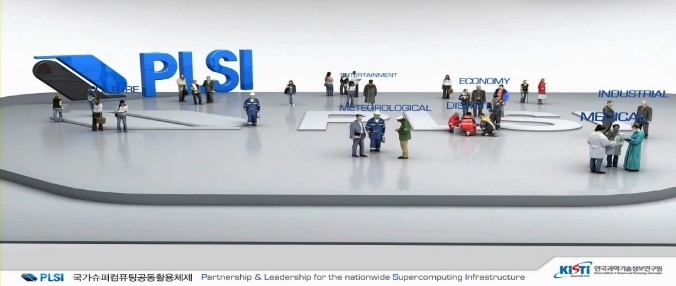 PLSI
ENTERTAINMENT
ECONOMY
INDUSTRIAL
METEOROLOGICAL
MEDICAL
PLSI
PLSI 국가슈퍼컴퓨팅공동활용체제 Partnership & Leadership for the nationwide Supercomputing Infrastructure
KISTI 한국과학기술정보연구원